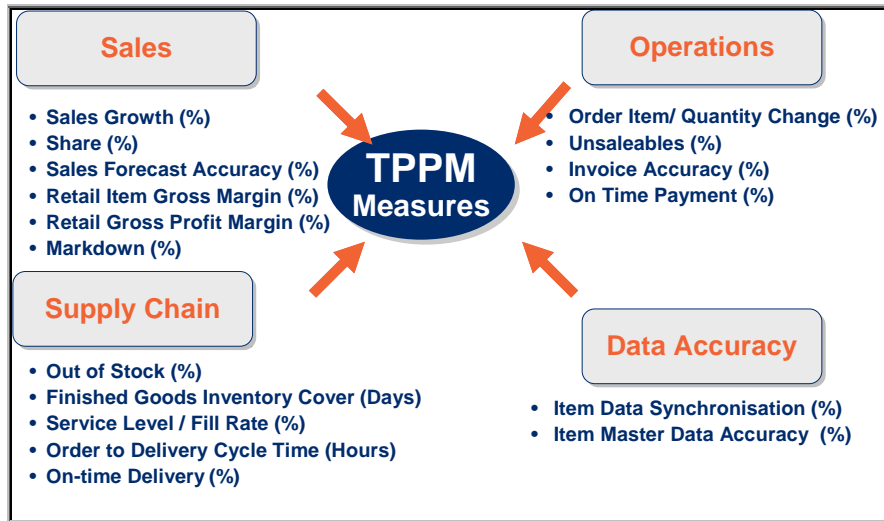 Sales
• Sales Growth (%)
• Share (%)
• Sales Forecast Accuracy (%)
• Retail Item Gross Margin (%)
• Retail Gross Profit Margin (%)
• Markdown (%)
Operations
• Order Item/ Quantity Change (%)
• Unsaleables (%)
• Invoice Accuracy (%)
• On Time Payment (%)
TPPM
Measures
Supply Chain
• Out of Stock (%)
• Finished Goods Inventory Cover (Days)
• Service Level / Fill Rate (%)
• Order to Delivery Cycle Time (Hours)
• On-time Delivery (%)
Data Accuracy
• Item Data Synchronisation (%)
• Item Master Data Accuracy (%)